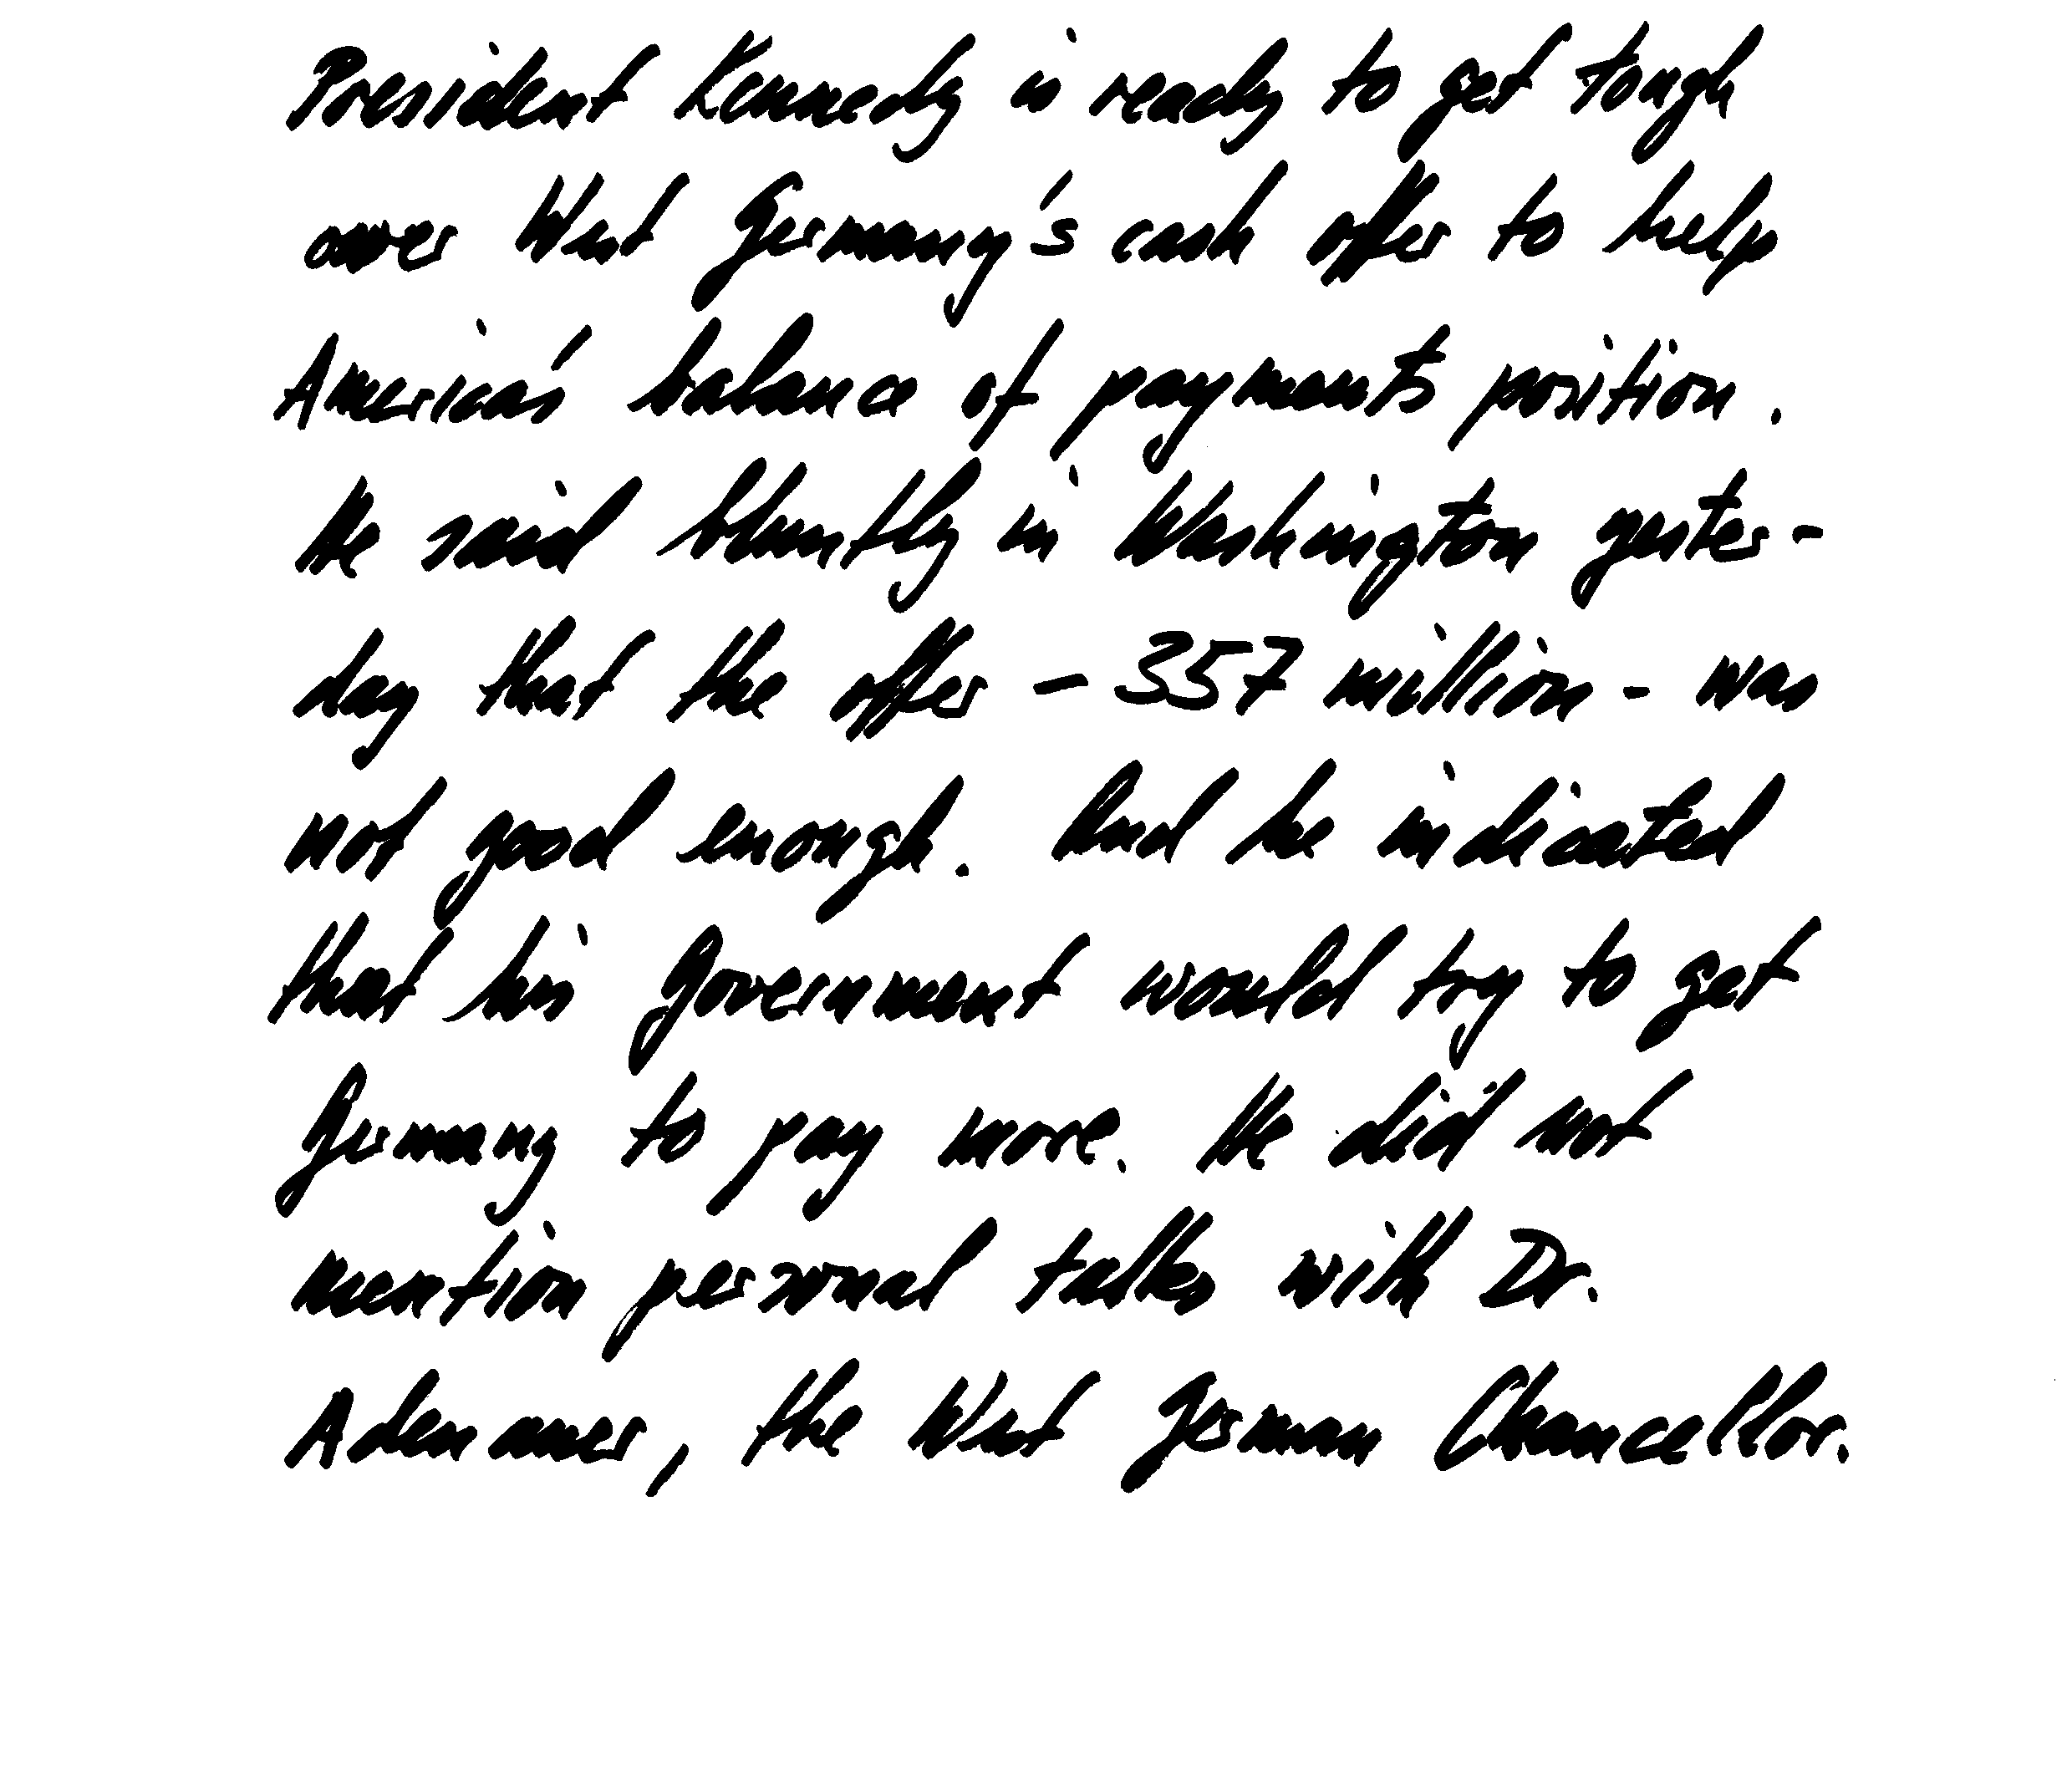 President Kennedy is ready to get tough
over West Germany's cash offer to help
America's balance of payments position.
He said bluntly in Washington yester-
day that the offer - 357 million - was
not good enough. And he indicated
that his Government would try to get
Germany to pay more. He did not
mention personal talks with Dr.
Adenauer, the West German Chancellor.